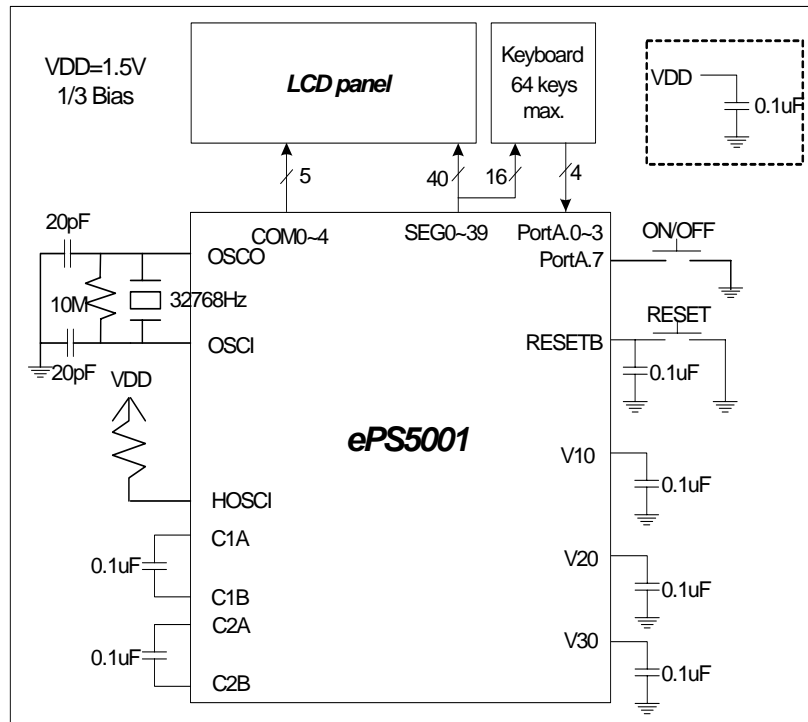 VDD=1.5V
1/3 Bias
LCD panel
Keyboard
64 keys
max.
VDD
0.1uF
5
40
16
4
20pF
COM0~4
SEG0~39
PortA.0~3
ON/OFF
OSCO
PortA.7
10M
32768Hz
RESET
OSCI
RESETB
20pF
0.1uF
VDD
ePS5001
V10
0.1uF
HOSCI
C1A
0.1uF
C1B
V20
0.1uF
C2A
0.1uF
C2B
V30
0.1uF